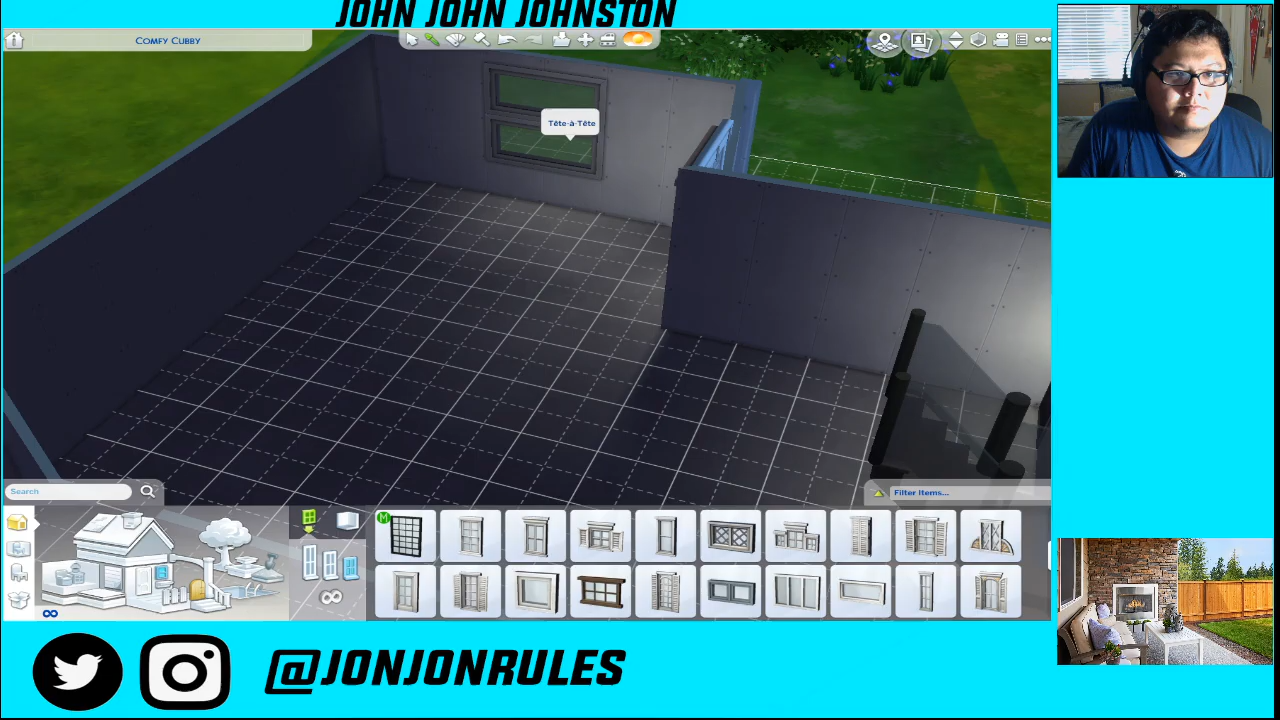 JOHN JOHN JOHNSTON
COMFY CUBBY
Tête-à-Tête
Search
Filter Items...
M
@JONJONRULES